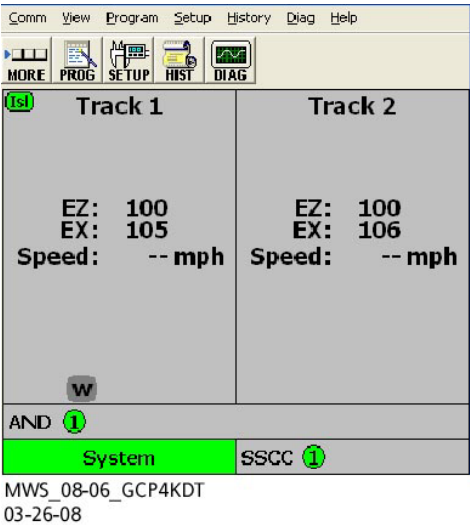 Comm View Program Setup History Diag Help
MORE PROG SETUP HIST DIAG
Isl Track 1 Track 2
EZ: 100 EZ: 100
EX: 105 EX: 106
Speed: -- mph Speed: -- mph
W
AND 1
System SSCC 1
MWS_08-06_GCP4KDT
03-26-08